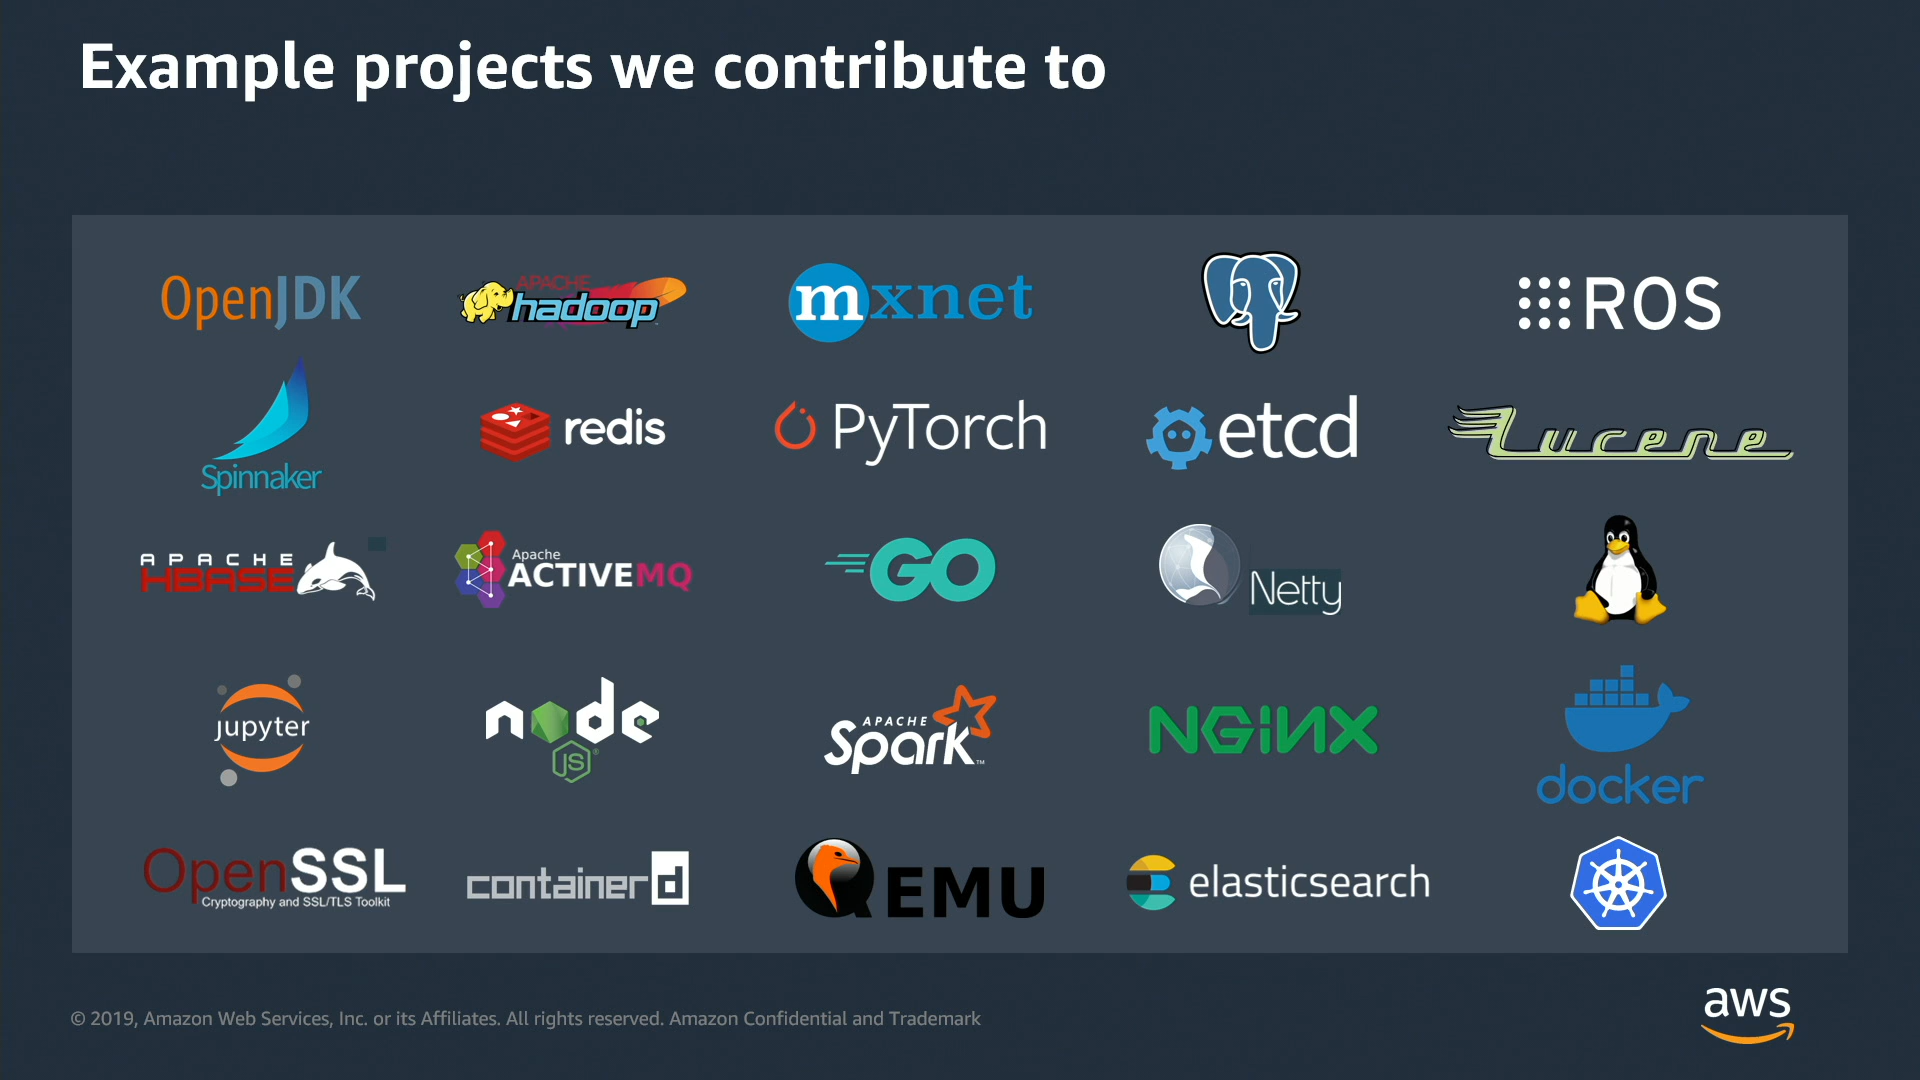 Example projects we contribute to
OpenJDK
APACHE
hadoop
mxnet
ROS
Spinnaker
redis
PyTorch
etcd
Lucene
APACHE
HBASE
Apache
ACTIVEMQ
GO
Netty
jupyter
node
JS
APACHE
Spark™
NGINX
docker
OpenSSL
Cryptography and SSL/TLS Toolkit
containerd
QEMU
elasticsearch
© 2019, Amazon Web Services, Inc. or its Affiliates. All rights reserved. Amazon Confidential and Trademark
aws